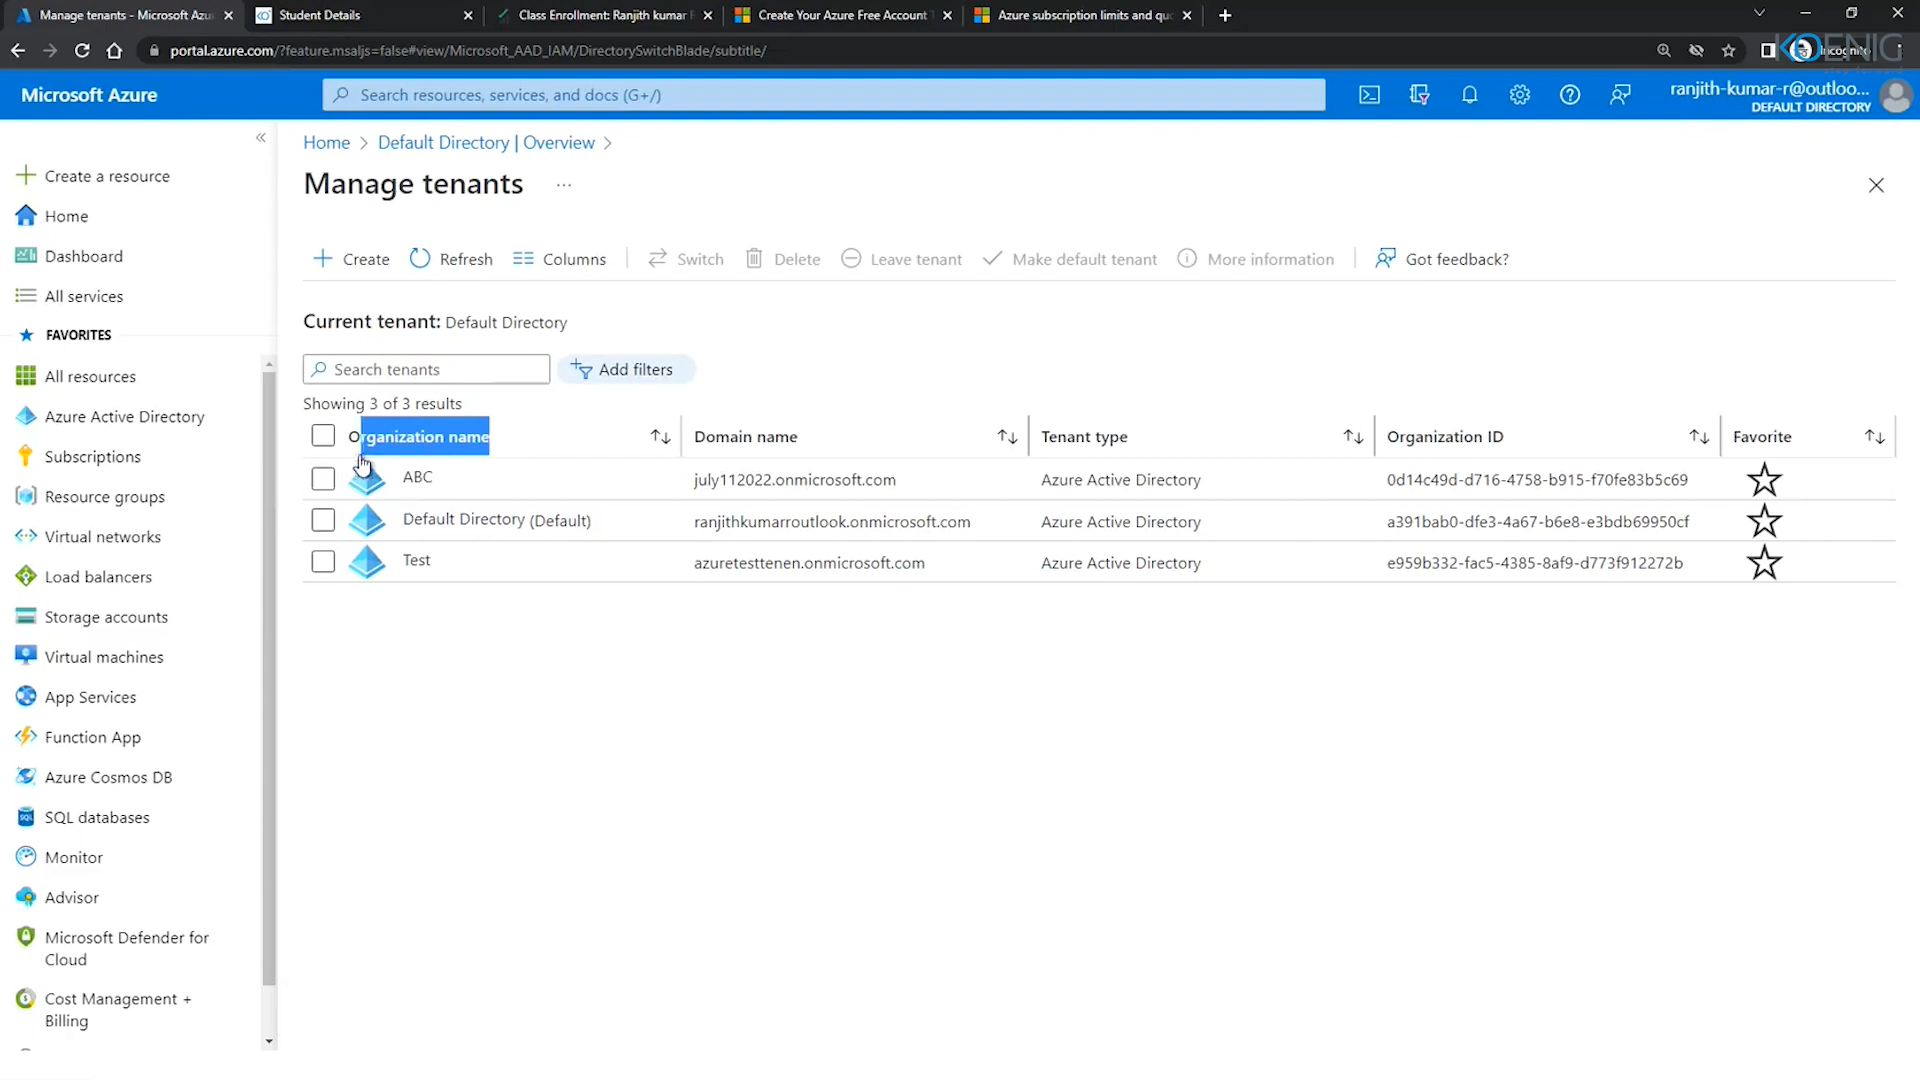 Manage tenants - Microsoft Azu
Student Details
Class Enrollment: Ranjith kumar R
Create Your Azure Free Account T
Azure subscription limits and quo
portal.azure.com/?feature.msaljs=false#view/Microsoft_AAD_IAM/DirectorySwitchBlade/subtitle/
Incognito
KOENIG
Microsoft Azure
Search resources, services, and docs (G+/)
ranjith-kumar-r@outloo...
DEFAULT DIRECTORY
Create a resource
Home
Dashboard
All services
FAVORITES
All resources
Azure Active Directory
Subscriptions
Resource groups
Virtual networks
Load balancers
Storage accounts
Virtual machines
App Services
Function App
Azure Cosmos DB
SQL databases
Monitor
Advisor
Microsoft Defender for
Cloud
Cost Management +
Billing
Home > Default Directory | Overview >
Manage tenants ...
Create Refresh Columns Switch Delete Leave tenant Make default tenant More information Got feedback?
Current tenant: Default Directory
Search tenants
Add filters
Showing 3 of 3 results
Organization name Domain name Tenant type Organization ID Favorite
ABC july112022.onmicrosoft.com Azure Active Directory 0d14c49d-d716-4758-b915-f70fe83b5c69
Default Directory (Default) ranjithkumarroutlook.onmicrosoft.com Azure Active Directory a391bab0-dfe3-4a67-b6e8-e3bdb69950cf
Test azuretesttenen.onmicrosoft.com Azure Active Directory e959b332-fac5-4385-8af9-d773f912272b